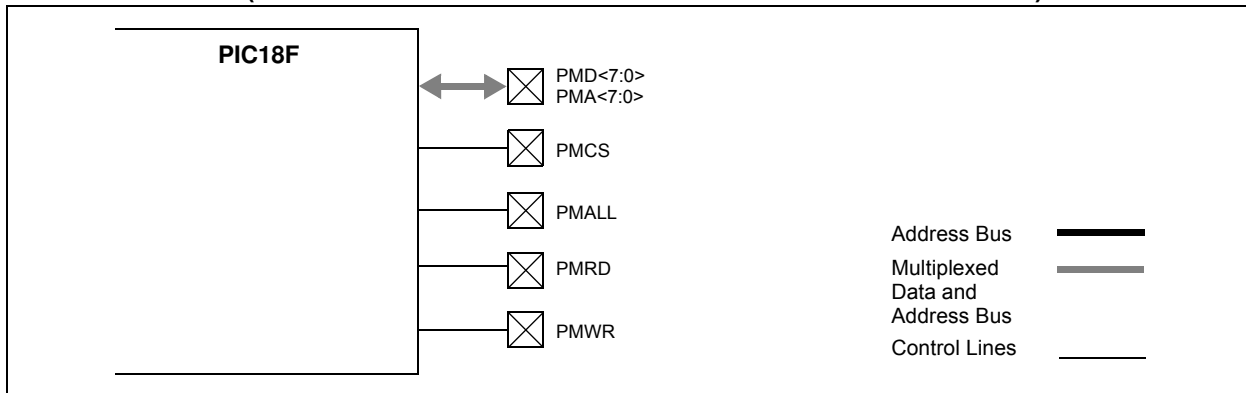 PIC18F
PMD<7:0>
PMA<7:0>
PMCS
PMALL
PMRD
PMWR
Address Bus
Multiplexed
Data and
Address Bus
Control Lines